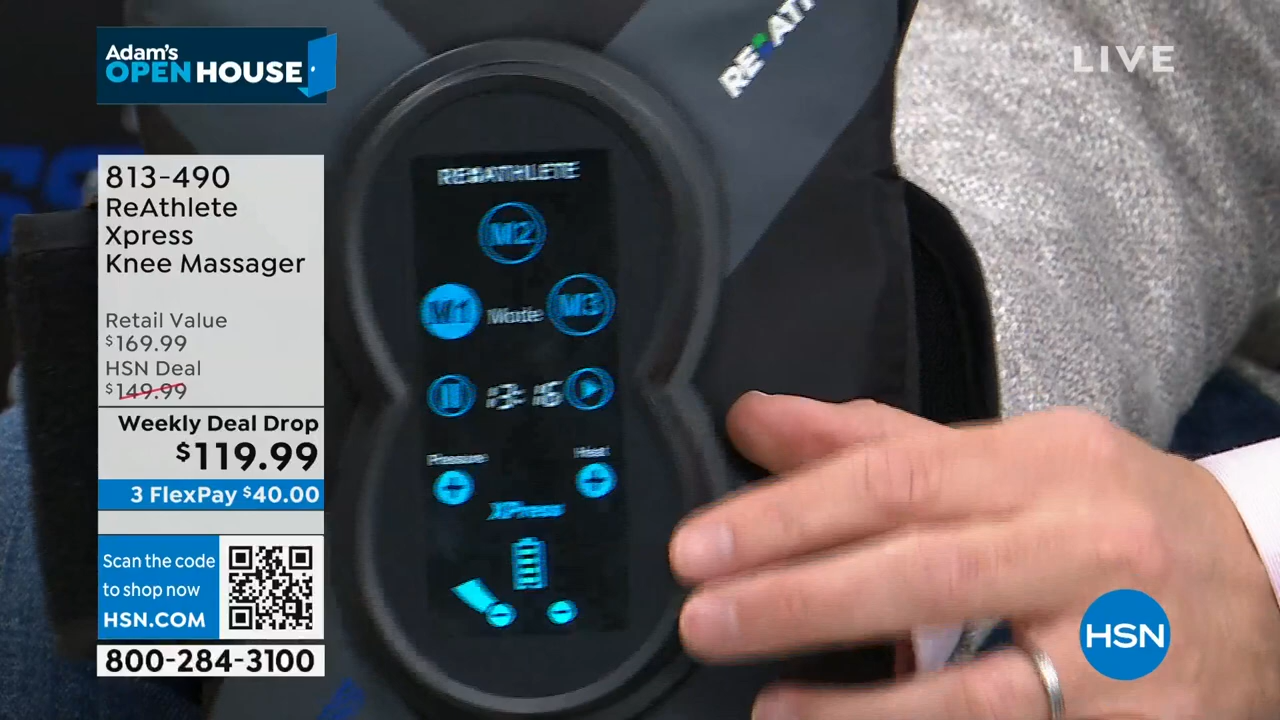 Adam's
OPEN HOUSE
LIVE
813-490
ReAthlete
Xpress
Knee Massager
Retail Value
$169.99
HSN Deal
$149.99
Weekly Deal Drop
$119.99
3 FlexPay $40.00
Scan the code
to shop now
HSN.COM
800-284-3100
REATHLETE
M2
M1 Mode M3
Pressure Heat
XPress
HSN